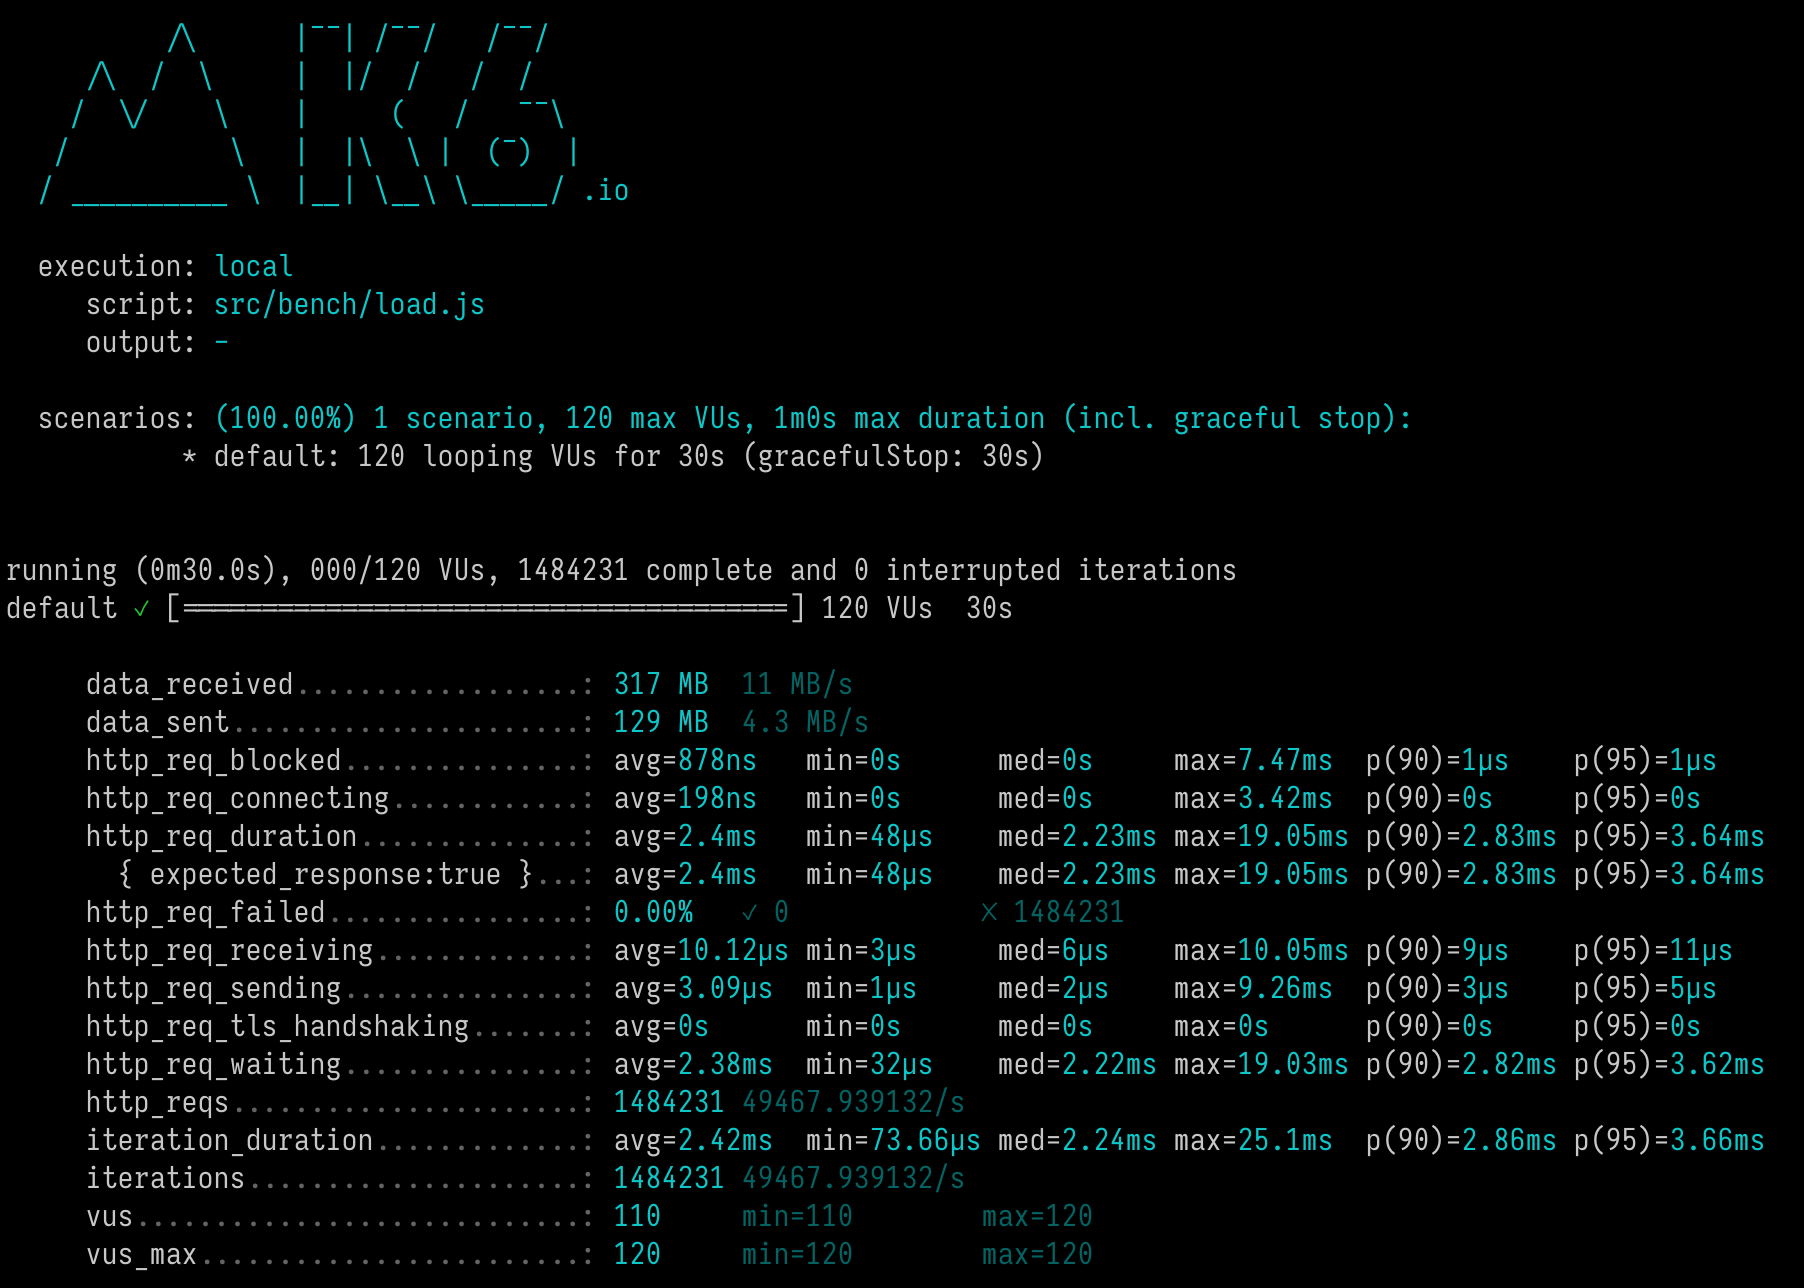 /\      |‾‾| /‾‾/   /‾‾/
     /\  /  \     |  |/  /   /  /
    /  \/    \    |     (   /   ‾‾\
   /          \   |  |\  \ |  (‾)  |
  / __________ \  |__| \__\ \_____/ .io

  execution: local
     script: src/bench/load.js
     output: -

  scenarios: (100.00%) 1 scenario, 120 max VUs, 1m0s max duration (incl. graceful stop):
           * default: 120 looping VUs for 30s (gracefulStop: 30s)


running (0m30.0s), 000/120 VUs, 1484231 complete and 0 interrupted iterations
default ✓ [======================================] 120 VUs  30s

     data_received..................: 317 MB  11 MB/s
     data_sent......................: 129 MB  4.3 MB/s
     http_req_blocked...............: avg=878ns   min=0s      med=0s     max=7.47ms  p(90)=1µs    p(95)=1µs
     http_req_connecting............: avg=198ns   min=0s      med=0s     max=3.42ms  p(90)=0s     p(95)=0s
     http_req_duration..............: avg=2.4ms   min=48µs    med=2.23ms max=19.05ms p(90)=2.83ms p(95)=3.64ms
       { expected_response:true }...: avg=2.4ms   min=48µs    med=2.23ms max=19.05ms p(90)=2.83ms p(95)=3.64ms
     http_req_failed................: 0.00%   ✓ 0            ✗ 1484231
     http_req_receiving.............: avg=10.12µs min=3µs     med=6µs    max=10.05ms p(90)=9µs    p(95)=11µs
     http_req_sending...............: avg=3.09µs  min=1µs     med=2µs    max=9.26ms  p(90)=3µs    p(95)=5µs
     http_req_tls_handshaking.......: avg=0s      min=0s      med=0s     max=0s      p(90)=0s     p(95)=0s
     http_req_waiting...............: avg=2.38ms  min=32µs    med=2.22ms max=19.03ms p(90)=2.82ms p(95)=3.62ms
     http_reqs......................: 1484231 49467.939132/s
     iteration_duration.............: avg=2.42ms  min=73.66µs med=2.24ms max=25.1ms  p(90)=2.86ms p(95)=3.66ms
     iterations.....................: 1484231 49467.939132/s
     vus............................: 110     min=110        max=120
     vus_max........................: 120     min=120        max=120